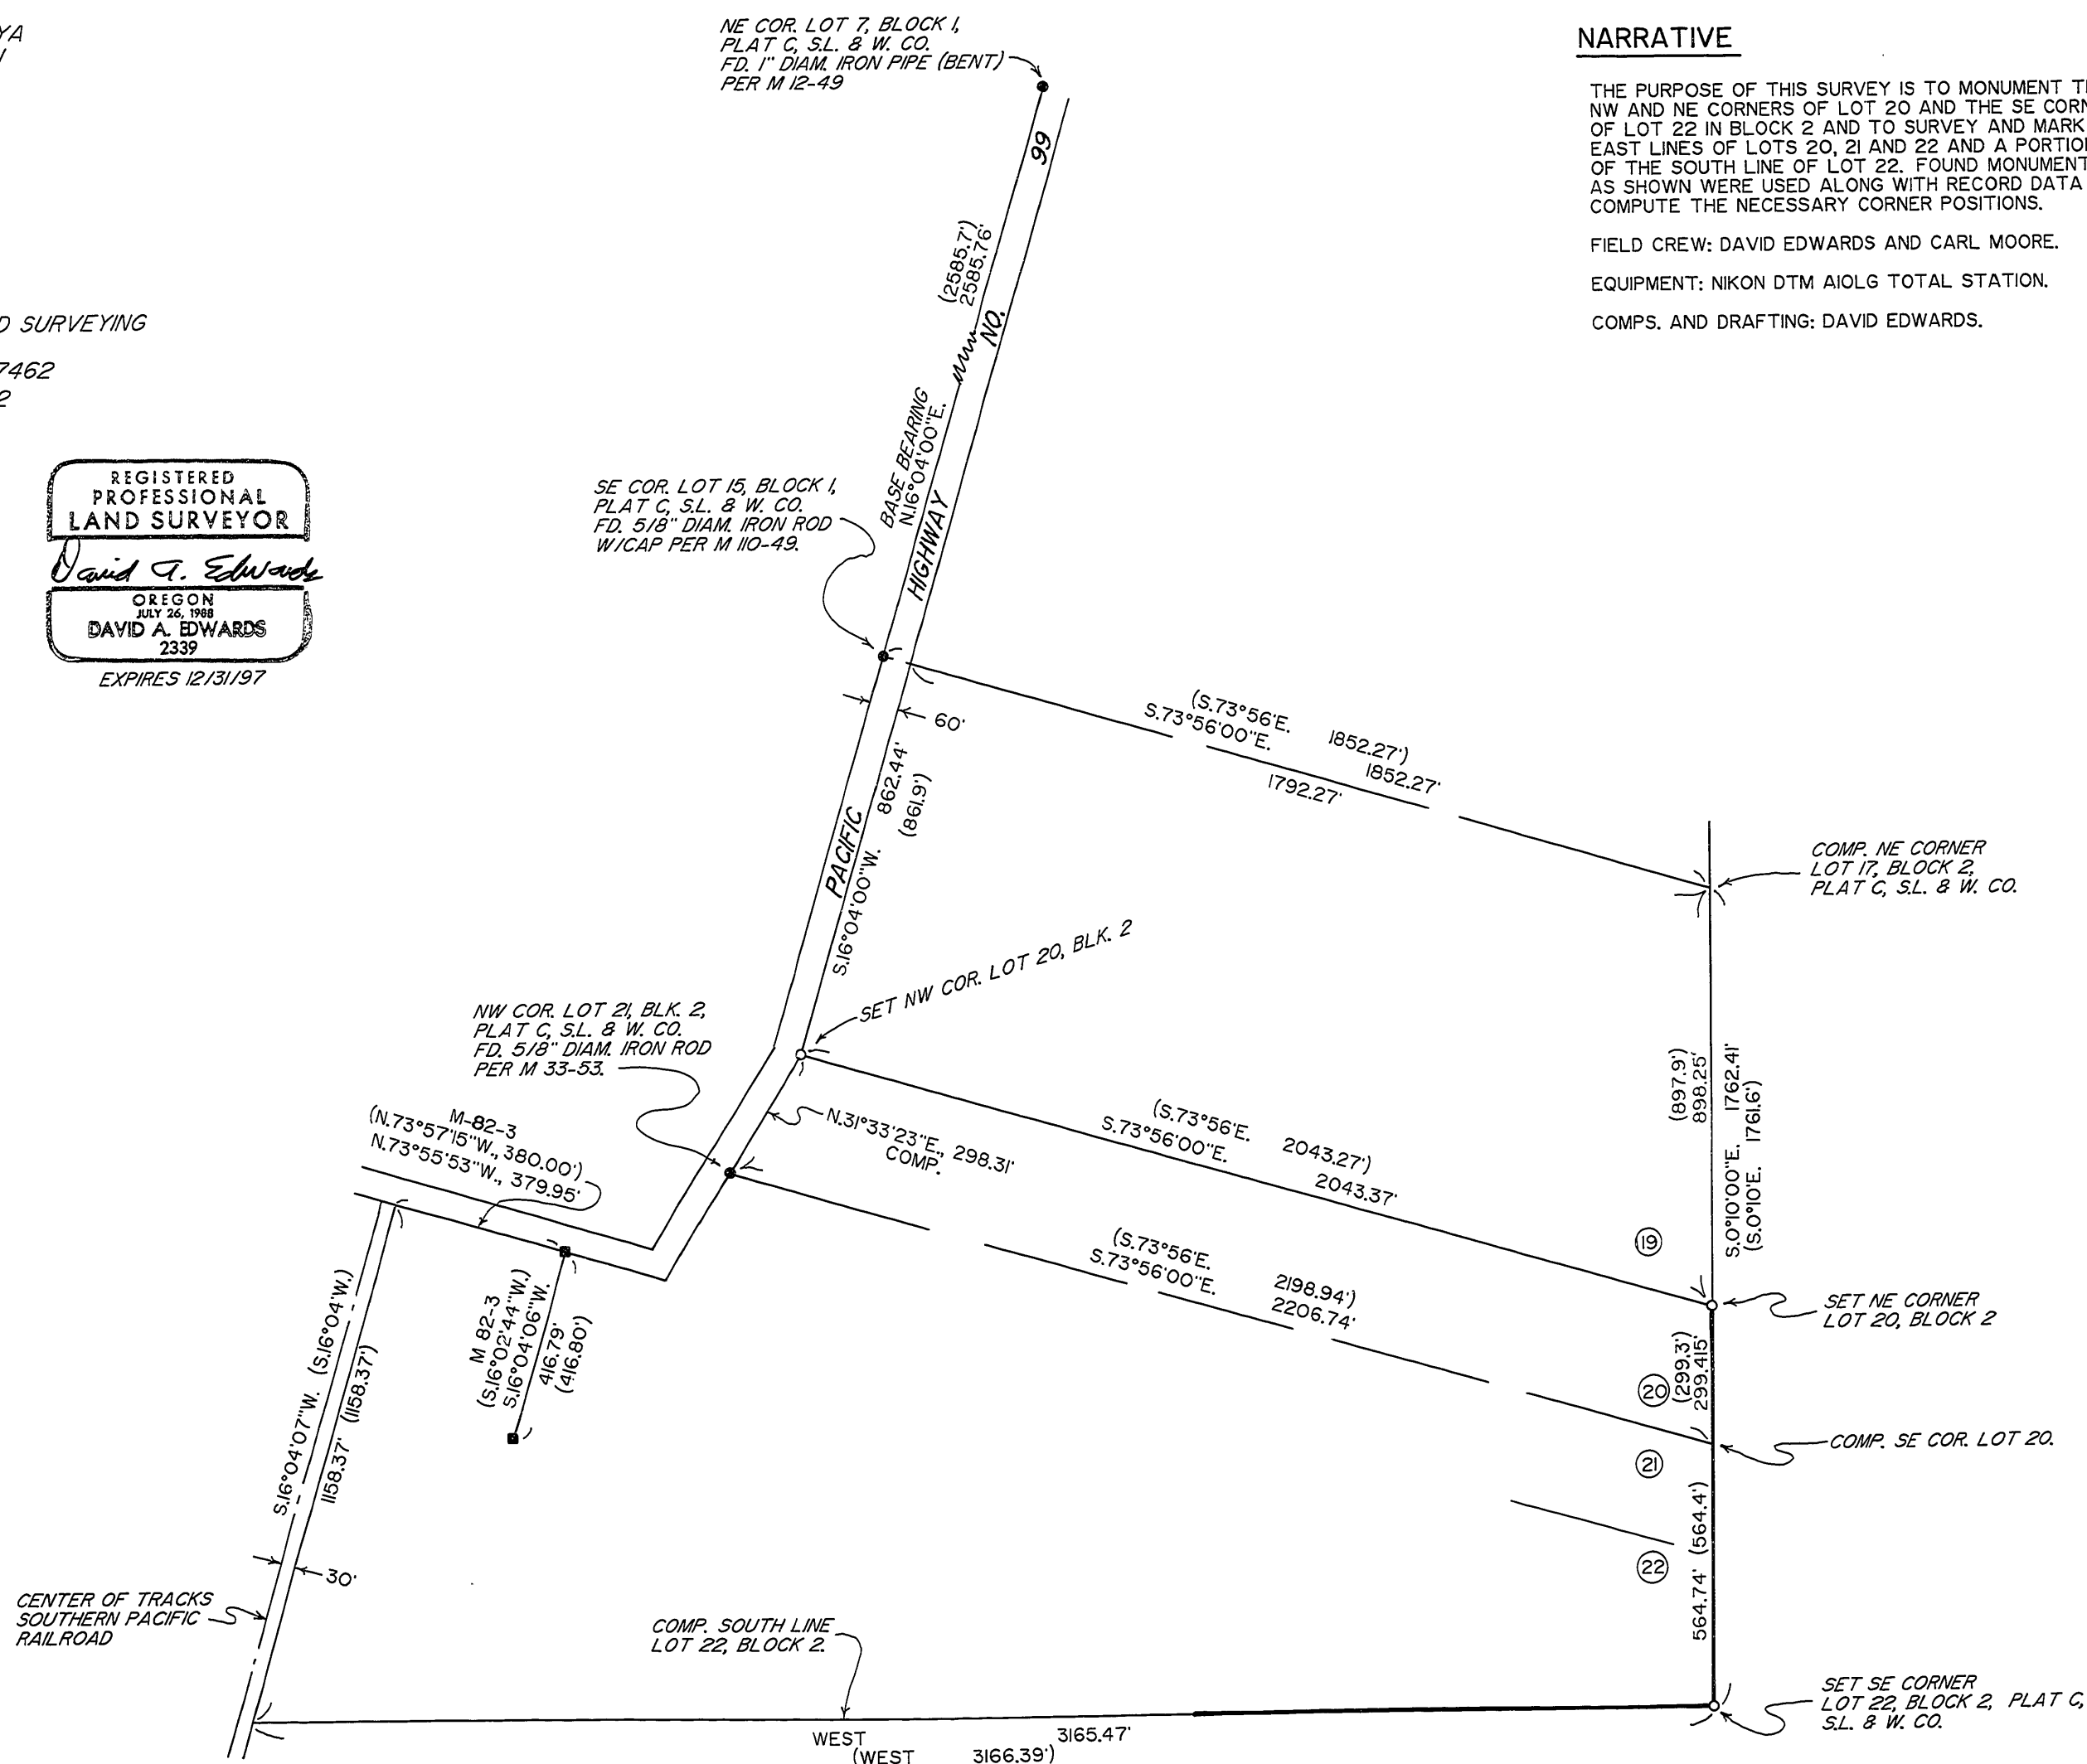 YA
D SURVEYING
7462
2
REGISTERED
PROFESSIONAL
LAND SURVEYOR
David A. Edwards
OREGON
JULY 26, 1988
DAVID A. EDWARDS
2339
EXPIRES 12/31/97
NE COR. LOT 7, BLOCK 1,
PLAT C, S.L. & W. CO.
FD. 1" DIAM. IRON PIPE (BENT)
PER M 12-49
NARRATIVE
THE PURPOSE OF THIS SURVEY IS TO MONUMENT T
NW AND NE CORNERS OF LOT 20 AND THE SE CORN
OF LOT 22 IN BLOCK 2 AND TO SURVEY AND MARK
EAST LINES OF LOTS 20, 21 AND 22 AND A PORTION
OF THE SOUTH LINE OF LOT 22. FOUND MONUMENT
AS SHOWN WERE USED ALONG WITH RECORD DATA
COMPUTE THE NECESSARY CORNER POSITIONS.
FIELD CREW: DAVID EDWARDS AND CARL MOORE.
EQUIPMENT: NIKON DTM A10LG TOTAL STATION.
COMPS. AND DRAFTING: DAVID EDWARDS.
(2585.7')
2585.76'
BASE BEARING
N.16°04'00"E.
PACIFIC HIGHWAY NO. 99
SE COR. LOT 15, BLOCK 1,
PLAT C, S.L. & W. CO.
FD. 5/8" DIAM. IRON ROD
W/CAP PER M 110-49.
60'
S.16°04'00"W. 862.44'
(861.9')
(S.73°56'E. 1852.27')
S.73°56'00"E. 1852.27'
1792.27'
COMP. NE CORNER
LOT 17, BLOCK 2,
PLAT C, S.L. & W. CO.
SET NW COR. LOT 20, BLK. 2
NW COR. LOT 21, BLK. 2,
PLAT C, S.L. & W. CO.
FD. 5/8" DIAM. IRON ROD
PER M 33-53.
M-82-3
(N.73°57'15"W., 380.00')
N.73°55'53"W., 379.95'
N.31°33'23"E., 298.31'
COMP.
(S.73°56'E. 2043.27')
S.73°56'00"E. 2043.37'
(897.9')
898.25'
S.0°10'00"E. 1762.41'
(S.0°10'E. 1761.6')
19
(S.73°56'E. 2198.94')
S.73°56'00"E. 2206.74'
SET NE CORNER
LOT 20, BLOCK 2
M 82-3
(S.16°02'44"W.)
S.16°04'06"W.
416.79'
(416.80')
S.16°04'07"W. (S.16°04'W.)
1158.37' (1158.37')
20
(299.3')
299.415'
COMP. SE COR. LOT 20.
21
22
564.74' (564.4')
30'
CENTER OF TRACKS
SOUTHERN PACIFIC
RAILROAD
COMP. SOUTH LINE
LOT 22, BLOCK 2.
SET SE CORNER
LOT 22, BLOCK 2, PLAT C,
S.L. & W. CO.
WEST 3165.47'
(WEST 3166.39')